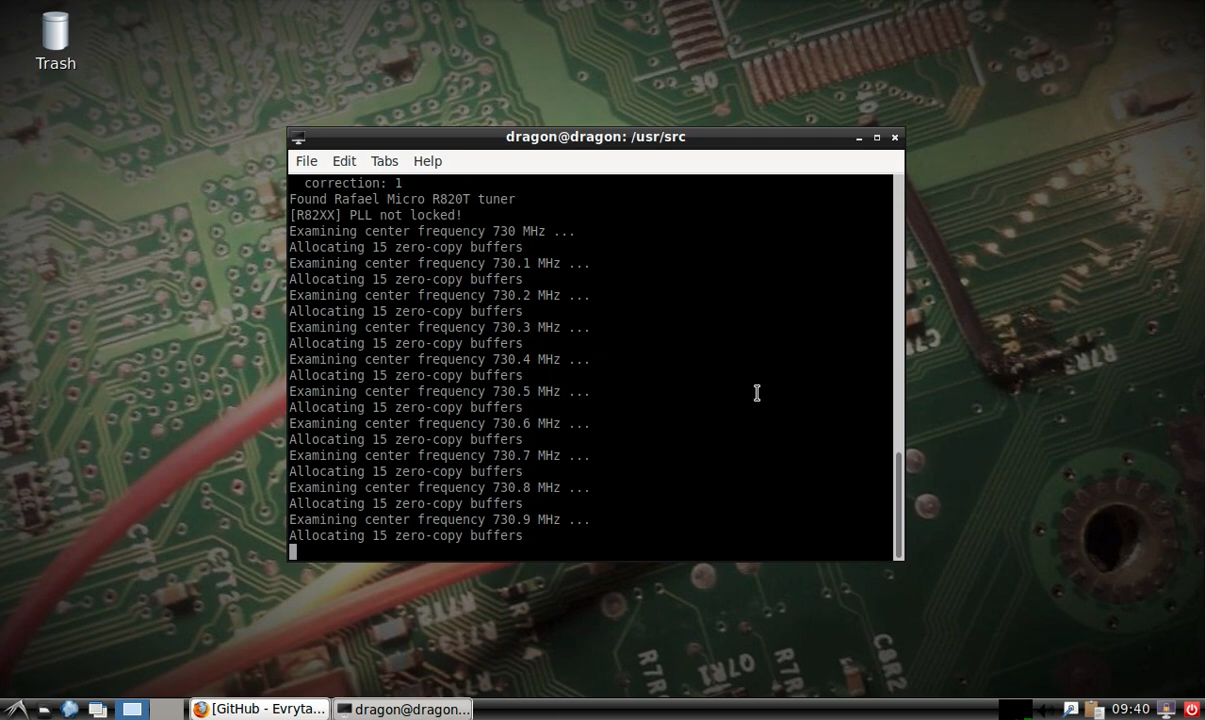 Trash
dragon@dragon: /usr/src
File Edit Tabs Help
correction: 1
Found Rafael Micro R820T tuner
[R82XX] PLL not locked!
Examining center frequency 730 MHz ...
Allocating 15 zero-copy buffers
Examining center frequency 730.1 MHz ...
Allocating 15 zero-copy buffers
Examining center frequency 730.2 MHz ...
Allocating 15 zero-copy buffers
Examining center frequency 730.3 MHz ...
Allocating 15 zero-copy buffers
Examining center frequency 730.4 MHz ...
Allocating 15 zero-copy buffers
Examining center frequency 730.5 MHz ...
Allocating 15 zero-copy buffers
Examining center frequency 730.6 MHz ...
Allocating 15 zero-copy buffers
Examining center frequency 730.7 MHz ...
Allocating 15 zero-copy buffers
Examining center frequency 730.8 MHz ...
Allocating 15 zero-copy buffers
Examining center frequency 730.9 MHz ...
Allocating 15 zero-copy buffers
[GitHub - Evryta...
dragon@dragon...
09:40